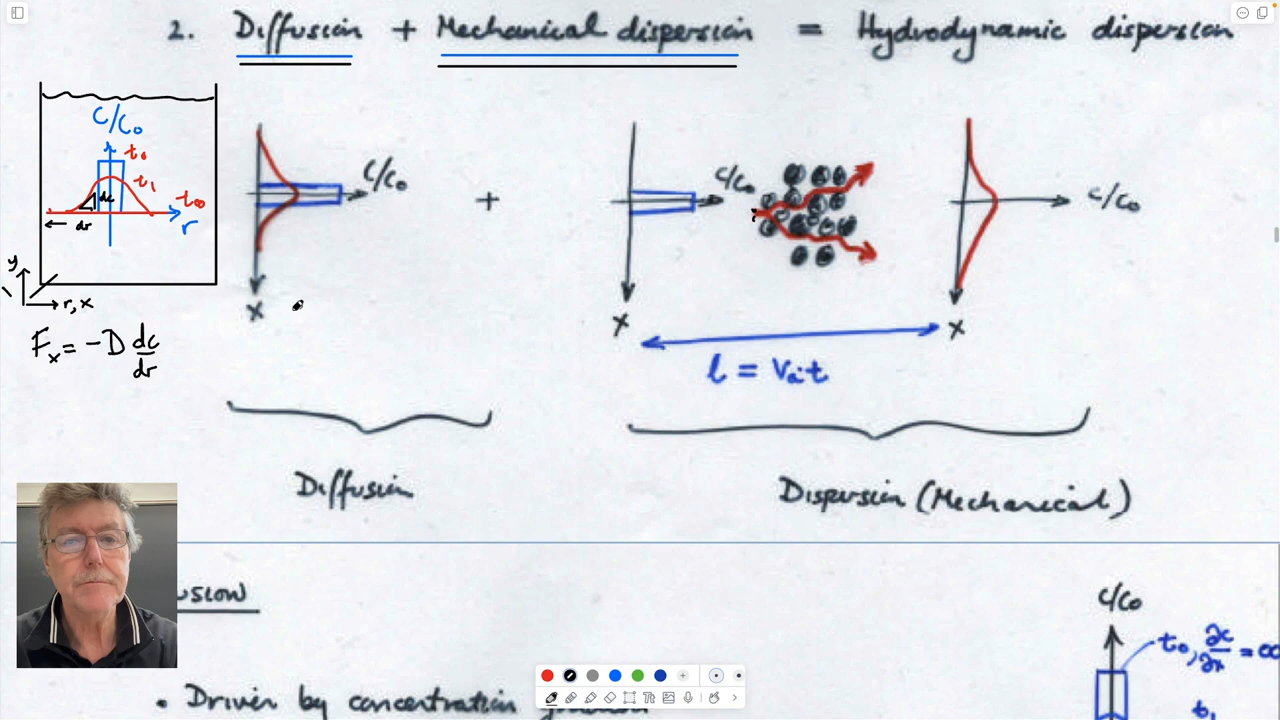 2. Diffusion + Mechanical dispersion = Hydrodynamic dispersion
C/C₀
t₀
t₁
dc
dr
t∞
r
y
r, x
Fₓ = -D dc/dr
C/C₀
x
+
C/C₀
x
C/C₀
x
l = Vₐ·t
Diffusion
Dispersion (Mechanical)
C/C₀
t₀, ∂c/∂x = ∞
t₁
• Driven by concentration